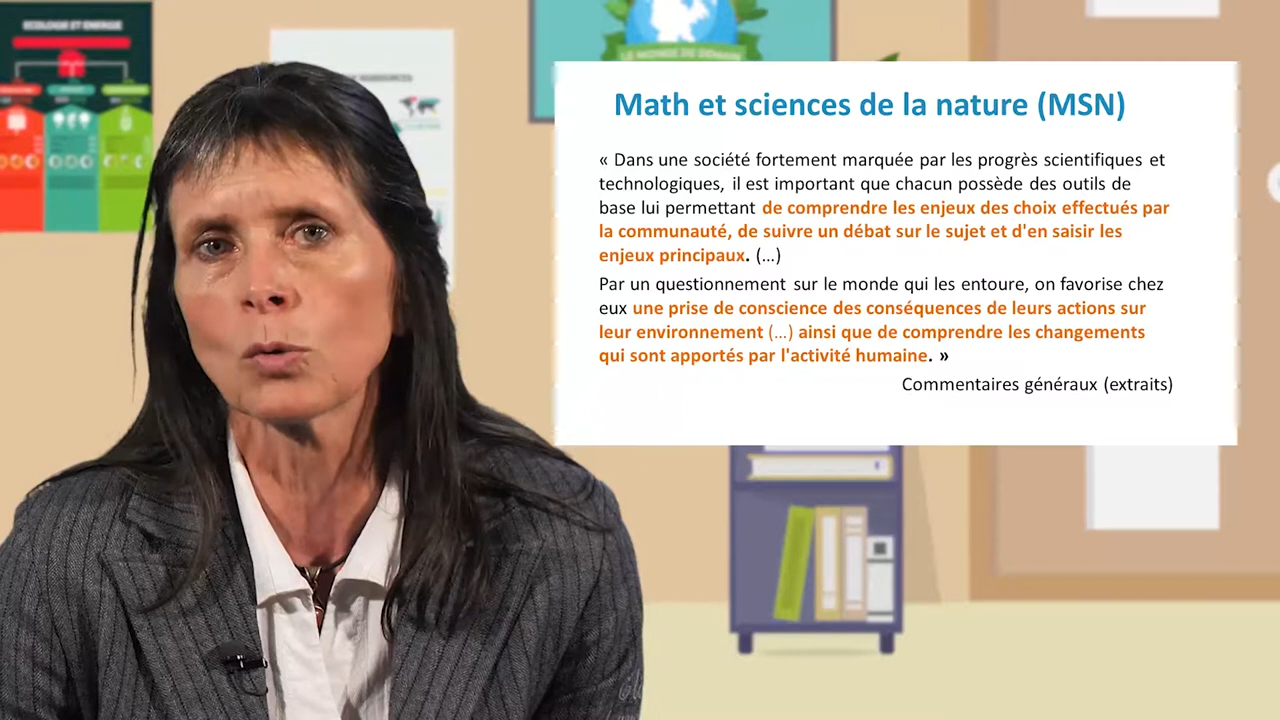 ECOLOGIE ET ENERGIE
LE MONDE DE DEMAIN
Math et sciences de la nature (MSN)
« Dans une société fortement marquée par les progrès scientifiques et
technologiques, il est important que chacun possède des outils de
base lui permettant de comprendre les enjeux des choix effectués par
la communauté, de suivre un débat sur le sujet et d'en saisir les
enjeux principaux. (...)
Par un questionnement sur le monde qui les entoure, on favorise chez
eux une prise de conscience des conséquences de leurs actions sur
leur environnement (...) ainsi que de comprendre les changements
qui sont apportés par l'activité humaine. »
Commentaires généraux (extraits)